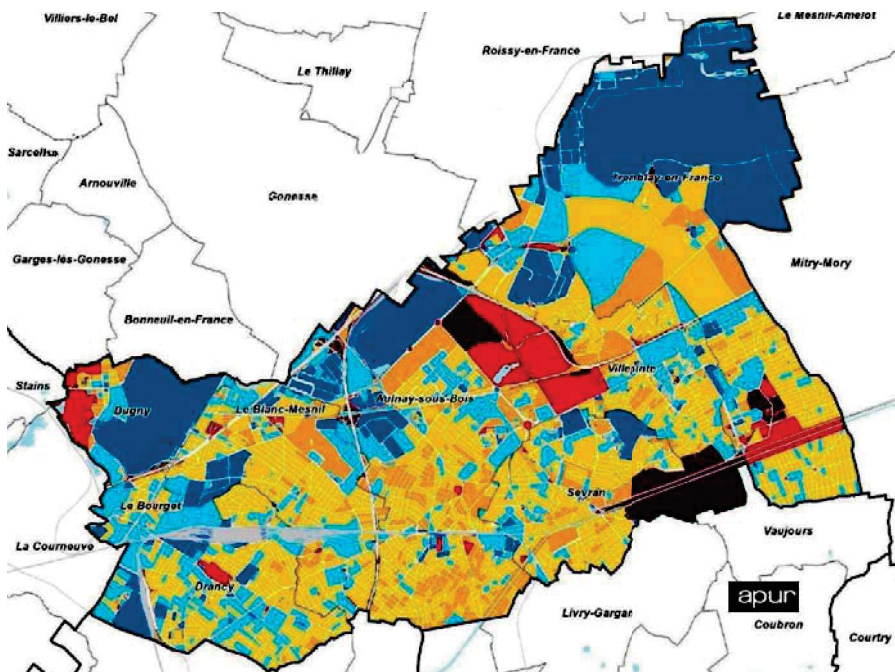 Villiers-le-Bel
Le Mesnil-Amelot
Roissy-en-France
Le Thillay
Sarcelles
Arnouville
Tremblay-en-France
Gonesse
Garges-lès-Gonesse
Mitry-Mory
Bonneuil-en-France
Stains
Villepinte
Dugny
Le Blanc-Mesnil
Aulnay-sous-Bois
Sevran
Le Bourget
Vaujours
La Courneuve
Drancy
apur
Livry-Gargan
Coubron
Courtry